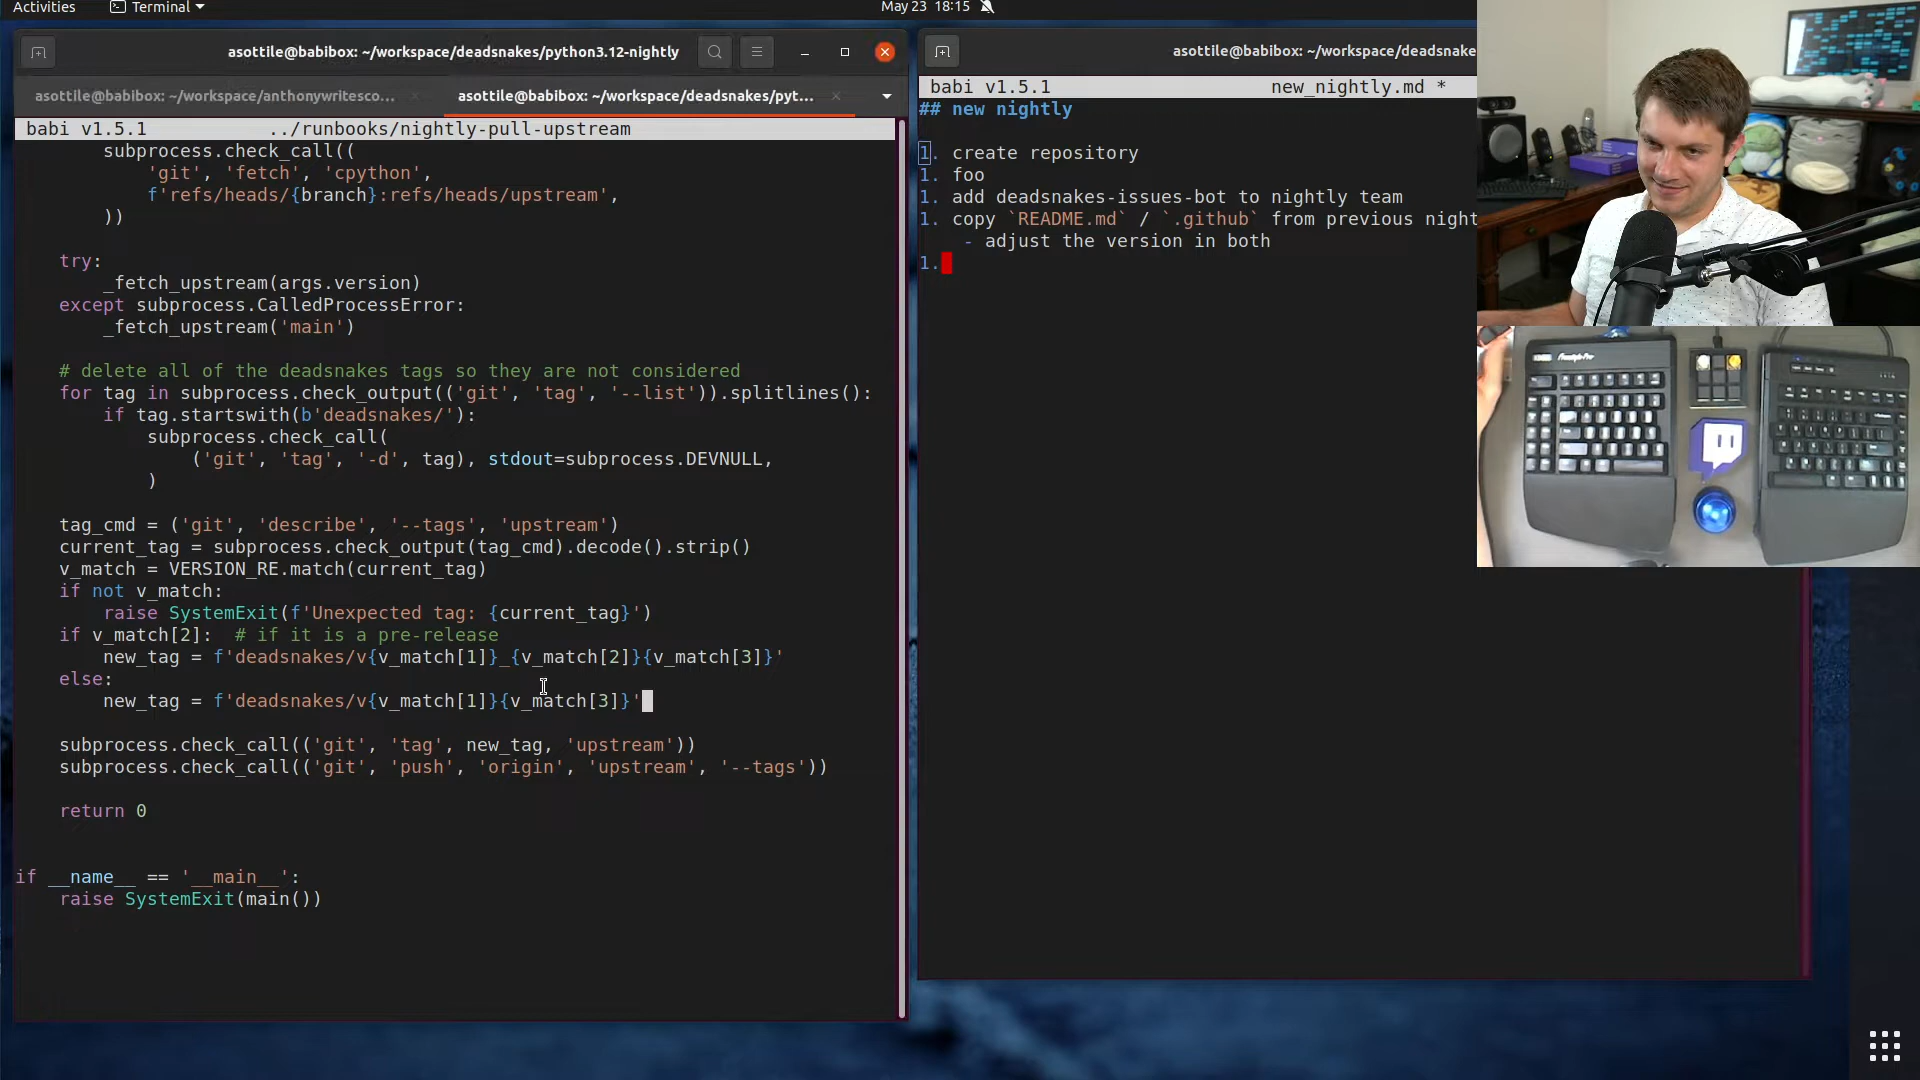 Activities
Terminal
May 23 18:15
asottile@babibox: ~/workspace/deadsnakes/python3.12-nightly
asottile@babibox: ~/workspace/anthonywritesco...
asottile@babibox: ~/workspace/deadsnakes/pyt...
babi v1.5.1 ../runbooks/nightly-pull-upstream
subprocess.check_call((
'git', 'fetch', 'cpython',
f'refs/heads/{branch}:refs/heads/upstream',
))
try:
_fetch_upstream(args.version)
except subprocess.CalledProcessError:
_fetch_upstream('main')
# delete all of the deadsnakes tags so they are not considered
for tag in subprocess.check_output(('git', 'tag', '--list')).splitlines():
if tag.startswith(b'deadsnakes/'):
subprocess.check_call(
('git', 'tag', '-d', tag), stdout=subprocess.DEVNULL,
)
tag_cmd = ('git', 'describe', '--tags', 'upstream')
current_tag = subprocess.check_output(tag_cmd).decode().strip()
v_match = VERSION_RE.match(current_tag)
if not v_match:
raise SystemExit(f'Unexpected tag: {current_tag}')
if v_match[2]:  # if it is a pre-release
new_tag = f'deadsnakes/v{v_match[1]}_{v_match[2]}{v_match[3]}'
else:
new_tag = f'deadsnakes/v{v_match[1]}{v_match[3]}'
subprocess.check_call(('git', 'tag', new_tag, 'upstream'))
subprocess.check_call(('git', 'push', 'origin', 'upstream', '--tags'))
return 0
if __name__ == '__main__':
raise SystemExit(main())
asottile@babibox: ~/workspace/deadsnake
babi v1.5.1 new_nightly.md *
## new nightly
1. create repository
1. foo
1. add deadsnakes-issues-bot to nightly team
1. copy `README.md` / `.github` from previous night
- adjust the version in both
1.